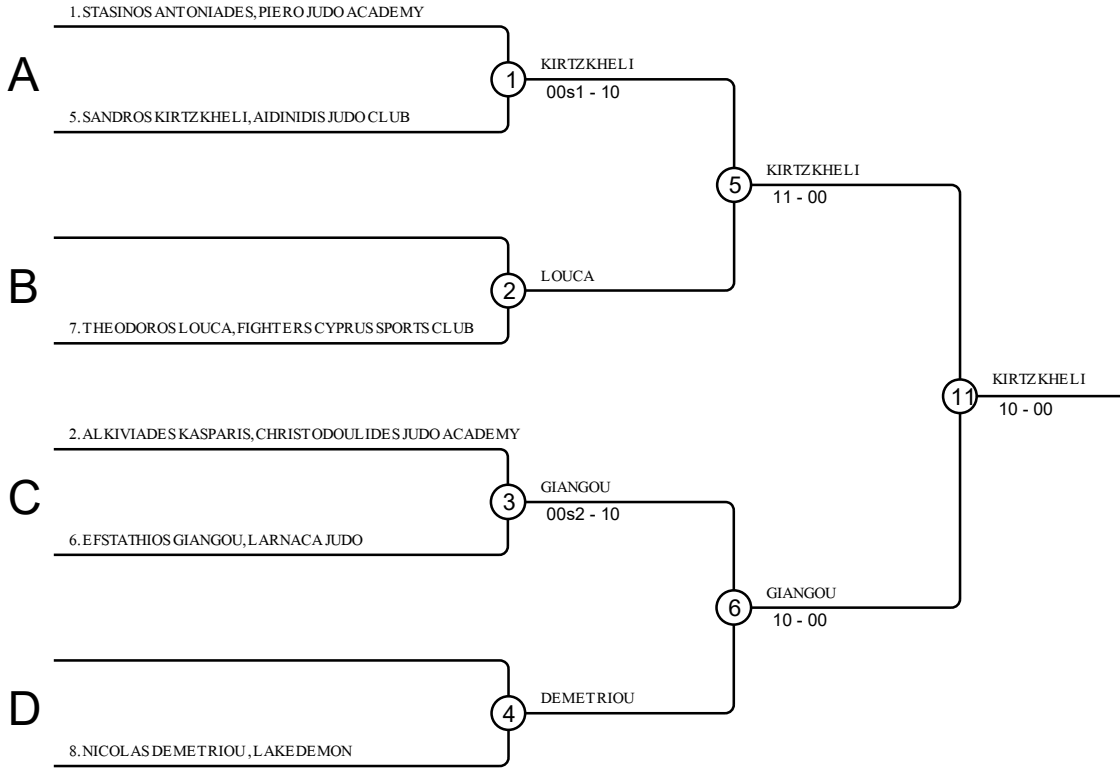 1. STASINOS ANTONIADES, PIERO JUDO ACADEMY
A
1
KIRTZKHELI
00s1 - 10
5. SANDROS KIRTZKHELI, AIDINIDIS JUDO CLUB
5
KIRTZKHELI
11 - 00
B
2
LOUCA
7. THEODOROS LOUCA, FIGHTERS CYPRUS SPORTS CLUB
11
KIRTZKHELI
10 - 00
2. ALKIVIADES KASPARIS, CHRISTODOULIDES JUDO ACADEMY
C
3
GIANGOU
00s2 - 10
6. EFSTATHIOS GIANGOU, LARNACA JUDO
6
GIANGOU
10 - 00
D
4
DEMETRIOU
8. NICOLAS DEMETRIOU, LAKEDEMON